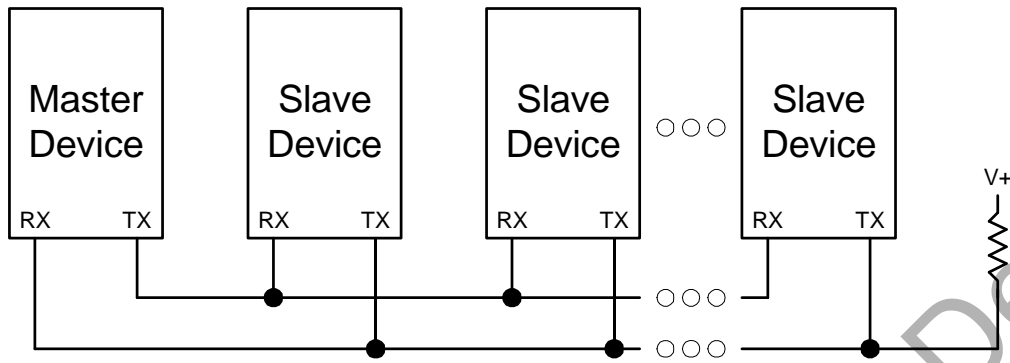 Master
Device
Slave
Device
Slave
Device
Slave
Device
V+
RX TX
RX TX
RX TX
RX TX